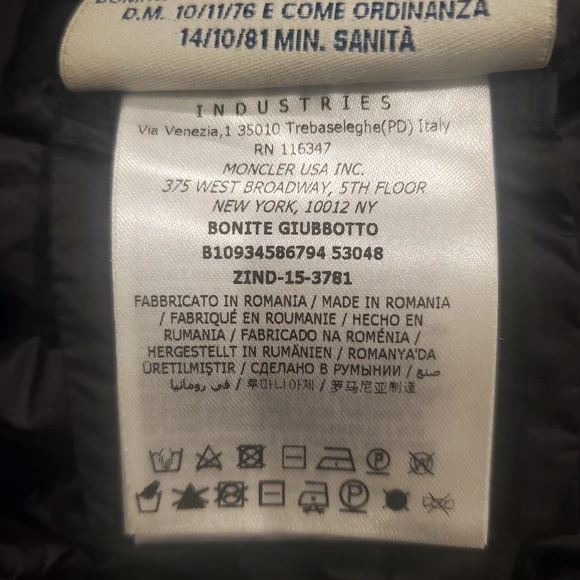 D.M. 10/11/76 E COME ORDINANZA
14/10/81 MIN. SANITÀ
INDUSTRIES
Via Venezia,1 35010 Trebaseleghe(PD) Italy
RN 116347
MONCLER USA INC.
375 WEST BROADWAY, 5TH FLOOR
NEW YORK, 10012 NY
BONITE GIUBBOTTO
B10934586794 53048
ZIND-15-3781
FABBRICATO IN ROMANIA / MADE IN ROMANIA
/ FABRIQUÉ EN ROUMANIE / HECHO EN
RUMANIA / FABRICADO NA ROMÉNIA /
HERGESTELLT IN RUMÄNIEN / ROMANYA'DA
ÜRETILMIŞTIR / СДЕЛАНО В РУМЫНИИ / صنع
في رومانيا / 루마니아제 / 罗马尼亚制造